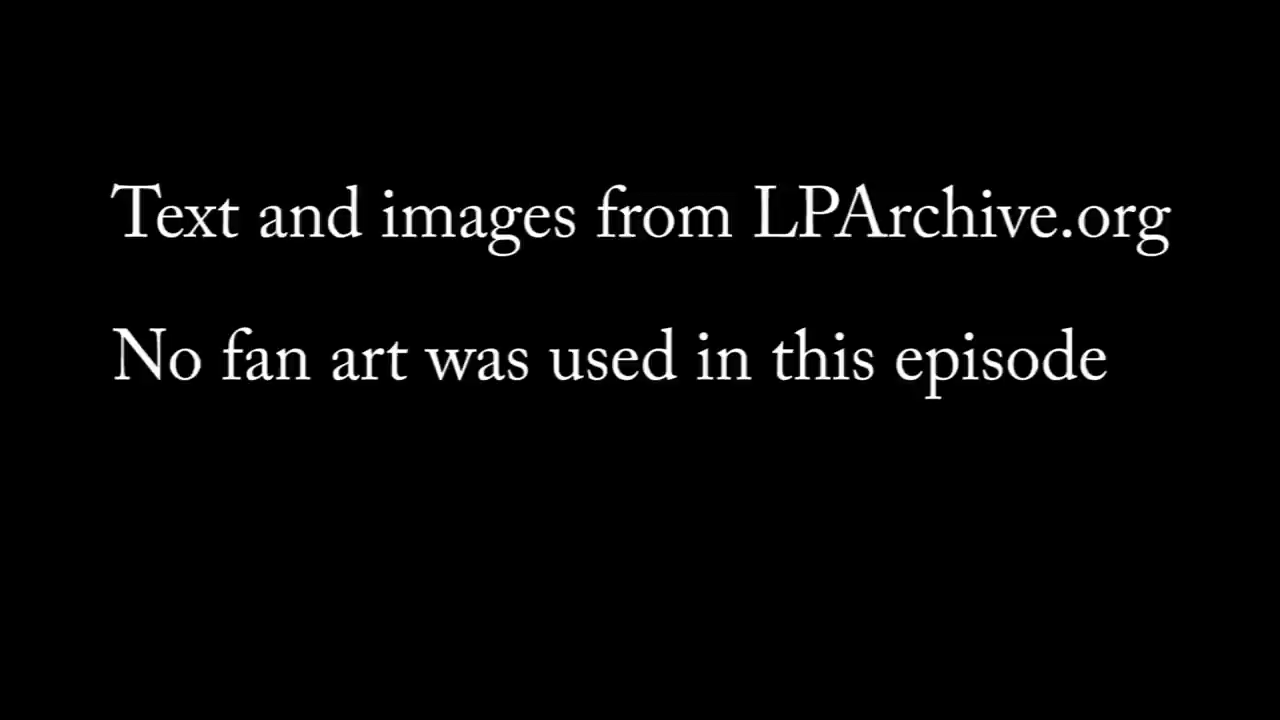 Text and images from LPArchive.org
No fan art was used in this episode